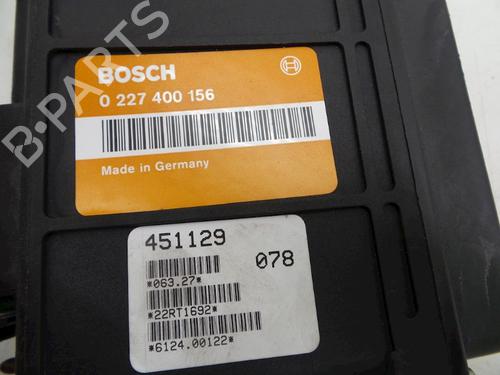 BOSCH
0 227 400 156
Made in Germany
451129
078
*063.27*
*22RT1692*
*6124.00122*
B-PARTS